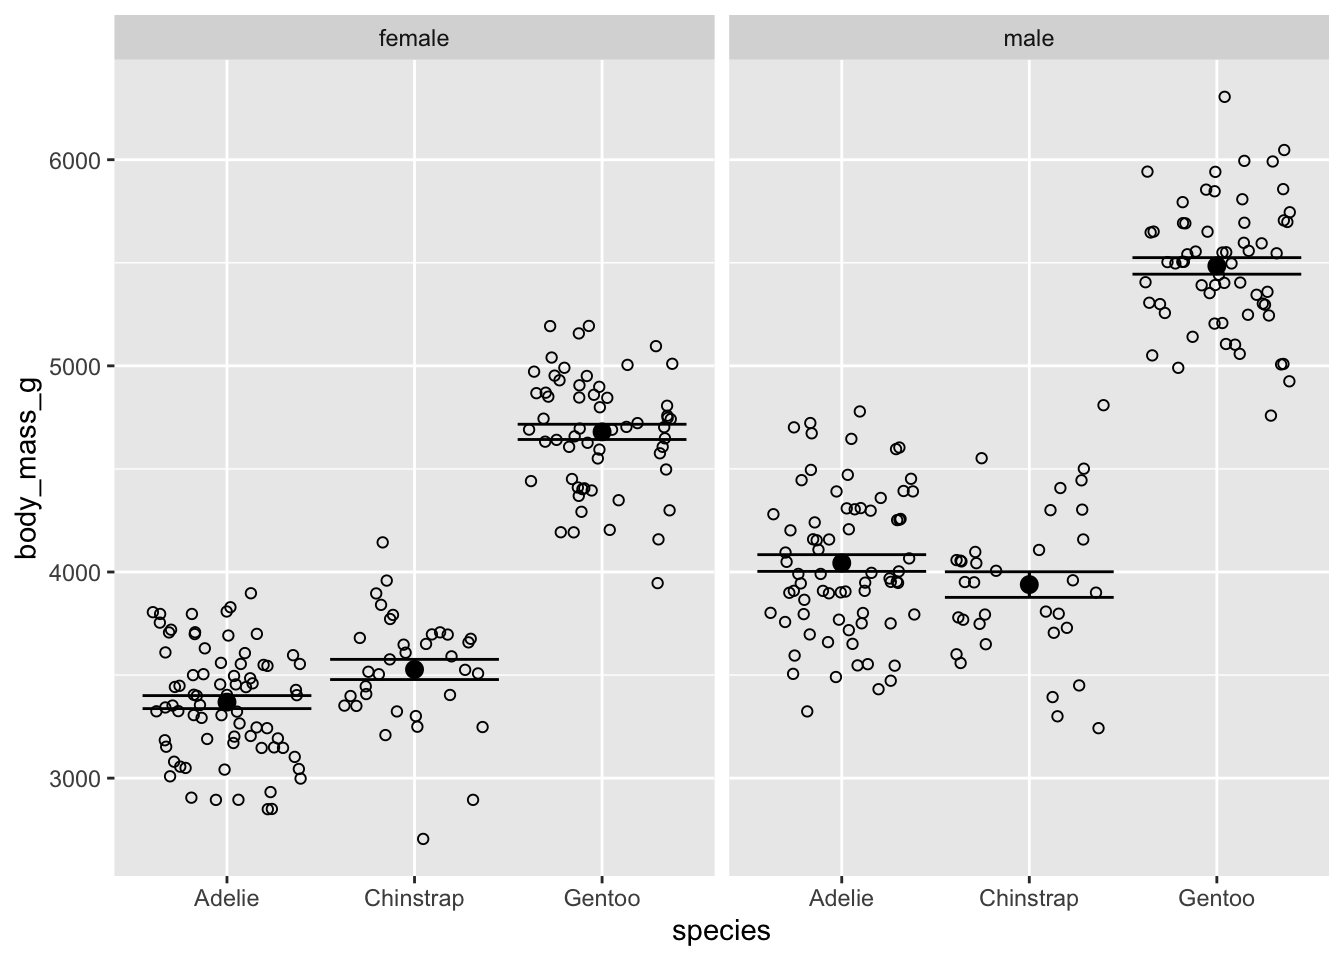 female male
6000
5000
4000
3000
body_mass_g
Adelie Chinstrap Gentoo Adelie Chinstrap Gentoo
species